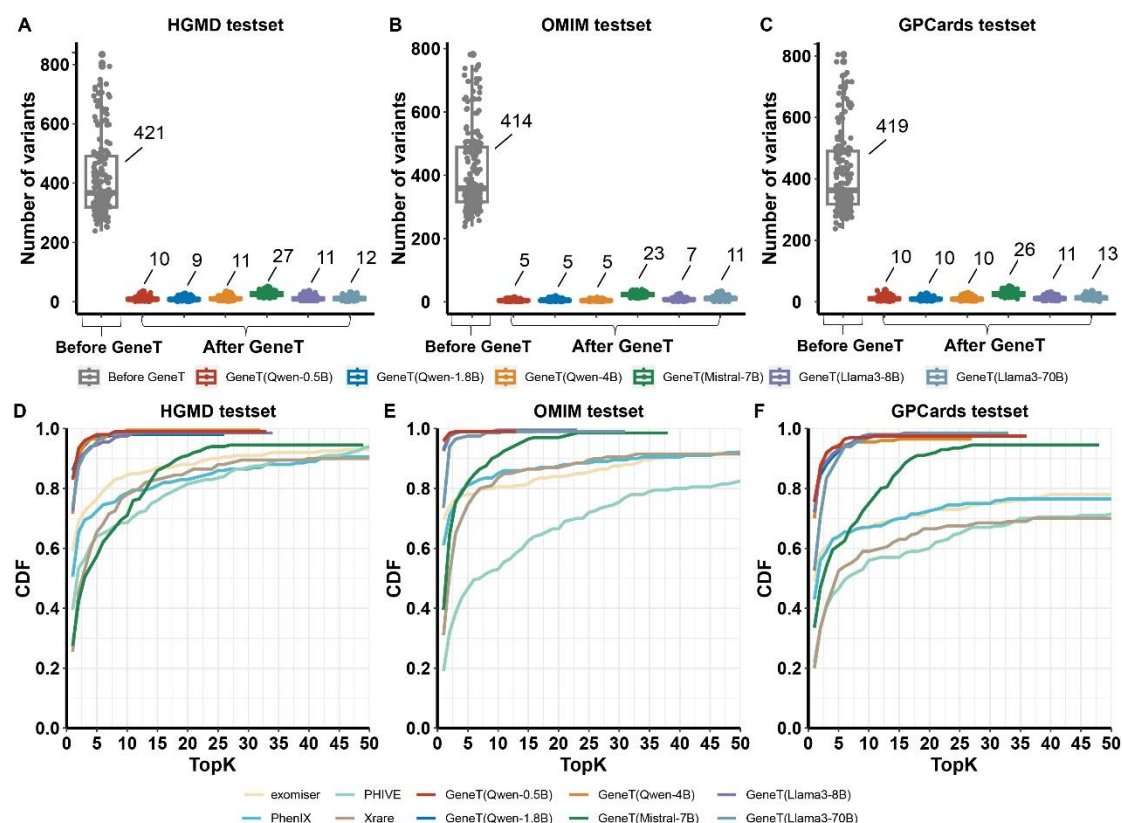 A HGMD testset
B OMIM testset
C GPCards testset
Number of variants
800
600
400
200
0
421
10
9
11
27
11
12
Before GeneT
After GeneT
Number of variants
800
600
400
200
0
414
5
5
5
23
7
11
Before GeneT
After GeneT
Number of variants
800
600
400
200
0
419
10
10
10
26
11
13
Before GeneT
After GeneT
Before GeneT GeneT(Qwen-0.5B) GeneT(Qwen-1.8B) GeneT(Qwen-4B) GeneT(Mistral-7B) GeneT(Llama3-8B) GeneT(Llama3-70B)
D HGMD testset
E OMIM testset
F GPCards testset
CDF
1.0
0.8
0.6
0.4
0.2
0.0
0 5 10 15 20 25 30 35 40 45 50
TopK
CDF
1.0
0.8
0.6
0.4
0.2
0.0
0 5 10 15 20 25 30 35 40 45 50
TopK
CDF
1.0
0.8
0.6
0.4
0.2
0.0
0 5 10 15 20 25 30 35 40 45 50
TopK
exomiser PHIVE GeneT(Qwen-0.5B) GeneT(Qwen-4B) GeneT(Llama3-8B)
PhenIX Xrare GeneT(Qwen-1.8B) GeneT(Mistral-7B) GeneT(Llama3-70B)